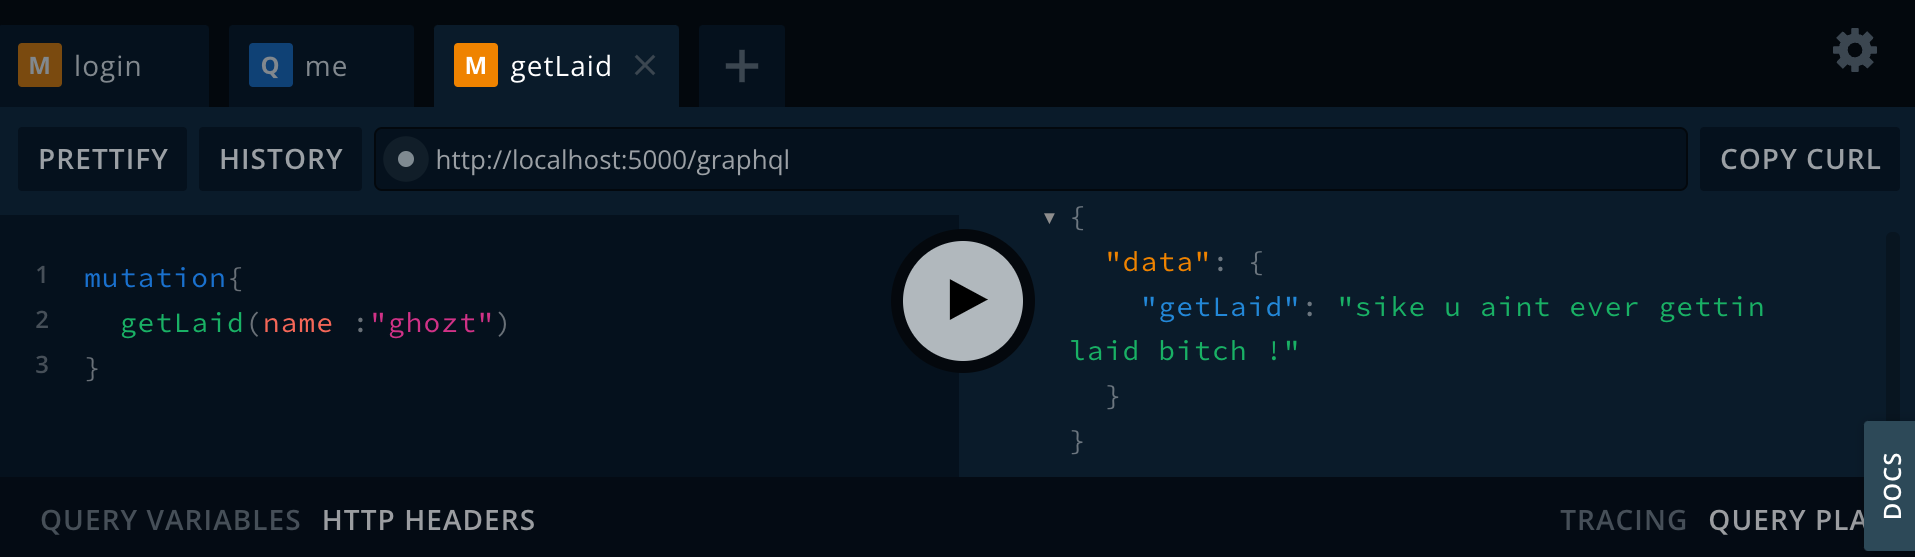 M login Q me M getLaid
PRETTIFY HISTORY http://localhost:5000/graphql COPY CURL
1 mutation{
2 getLaid(name :"ghozt")
3 }
{
"data": {
"getLaid": "sike u aint ever gettin
laid bitch !"
}
}
DOCS
QUERY VARIABLES HTTP HEADERS TRACING QUERY PLA